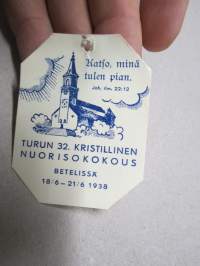 Katso, minä
tulen pian.
Joh. ilm. 22:12
TURUN 32. KRISTILLINEN
NUORISOKOKOUS
BETELISSÄ
18/6–21/6 1938